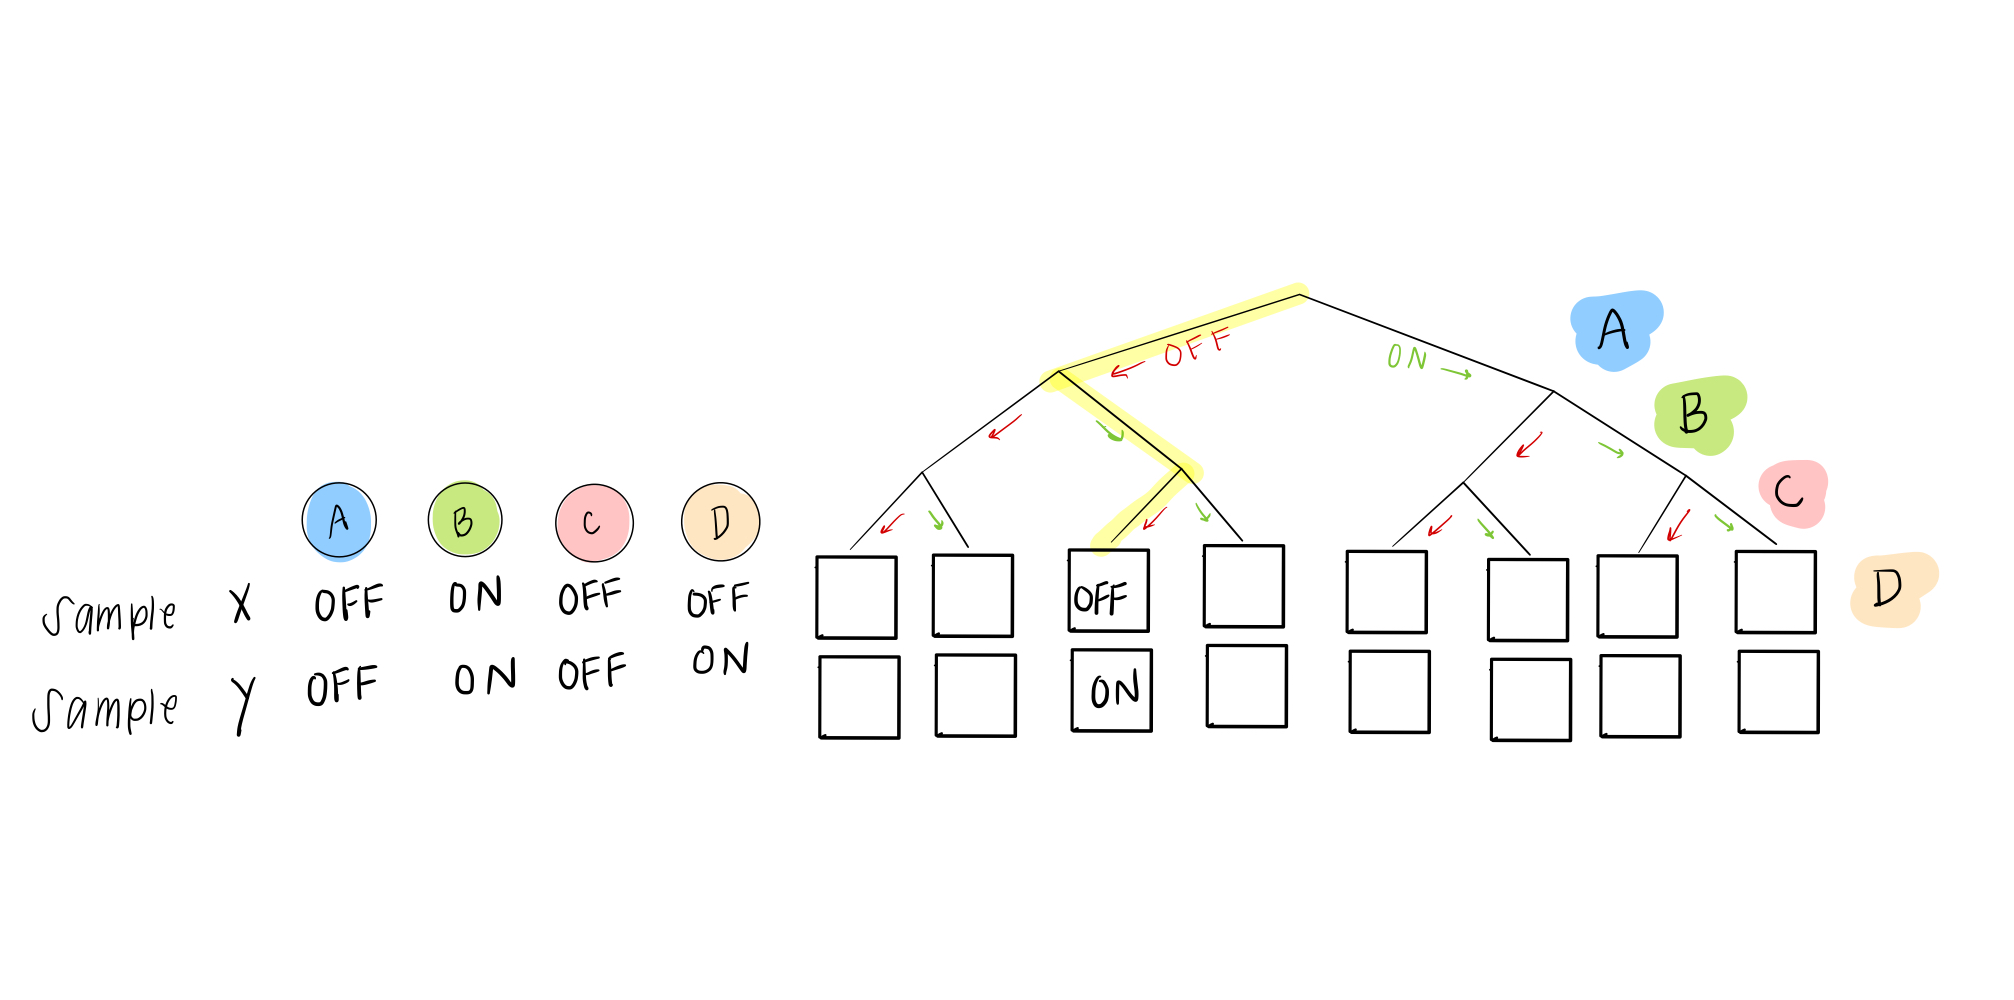 OFF ON A
B
C
A B C D
Sample X OFF ON OFF OFF
Sample Y OFF ON OFF ON
OFF D
ON